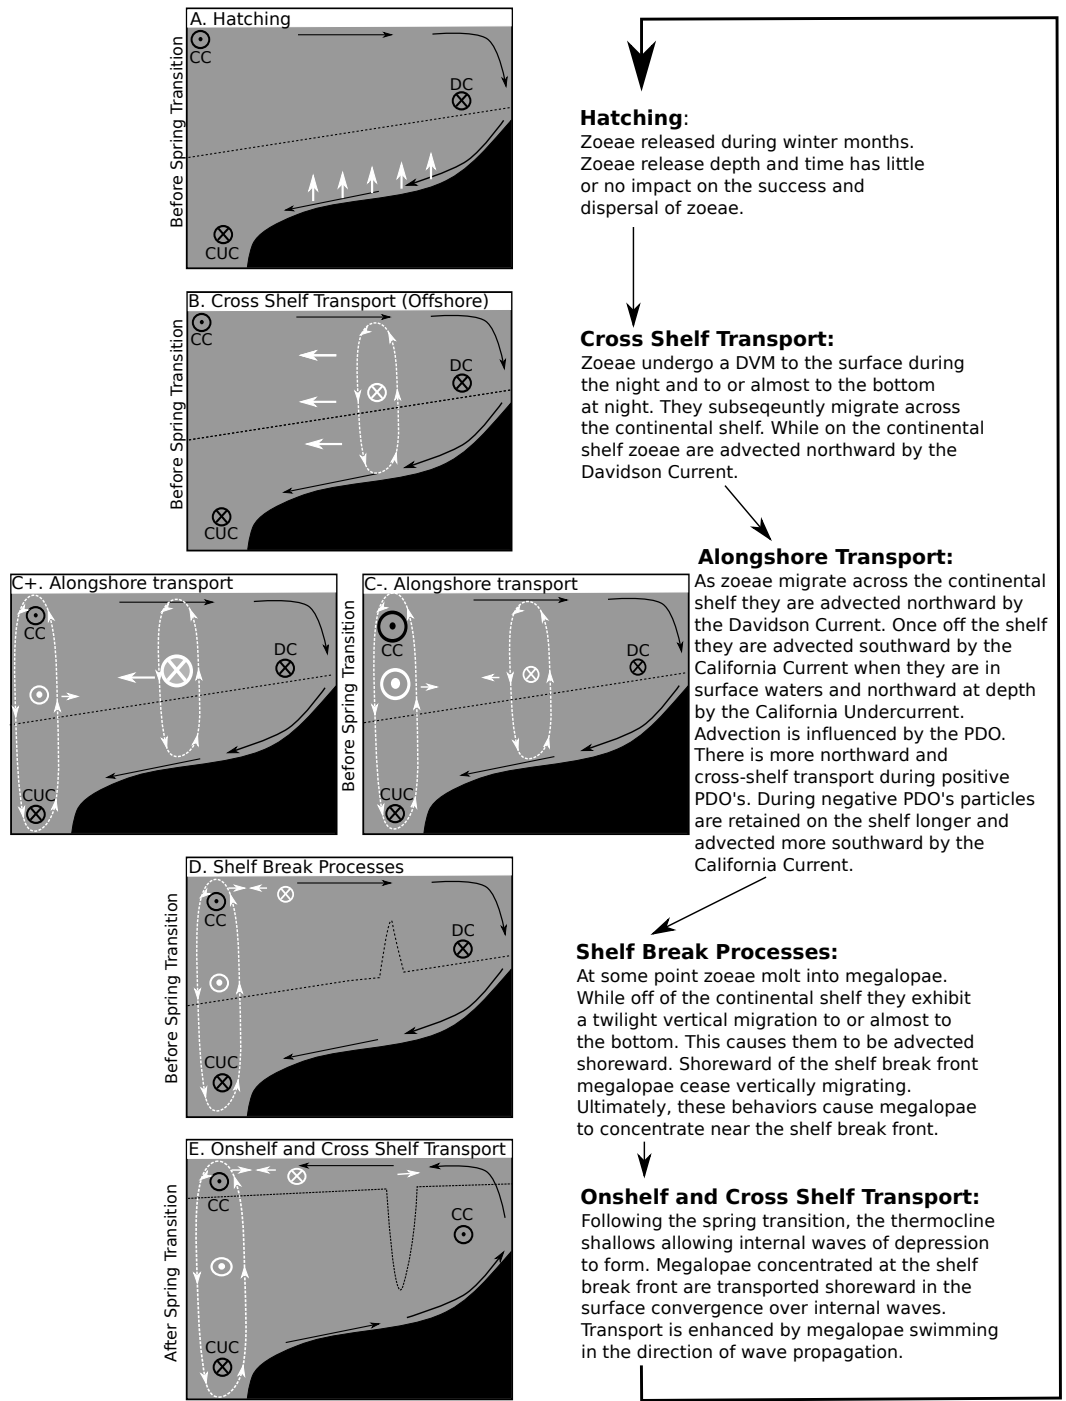 A. Hatching
CC
DC
CUC
Before Spring Transition
Hatching:
Zoeae released during winter months.
Zoeae release depth and time has little
or no impact on the success and
dispersal of zoeae.
B. Cross Shelf Transport (Offshore)
CC
DC
CUC
Before Spring Transition
Cross Shelf Transport:
Zoeae undergo a DVM to the surface during
the night and to or almost to the bottom
at night. They subseqeuntly migrate across
the continental shelf. While on the continental
shelf zoeae are advected northward by the
Davidson Current.
C+. Alongshore transport
CC
DC
CUC
Before Spring Transition
C-. Alongshore transport
CC
DC
CUC
Alongshore Transport:
As zoeae migrate across the continental
shelf they are advected northward by
the Davidson Current. Once off the shelf
they are advected southward by the
California Current when they are in
surface waters and northward at depth
by the California Undercurrent.
Advection is influenced by the PDO.
There is more northward and
cross-shelf transport during positive
PDO's. During negative PDO's particles
are retained on the shelf longer and
advected more southward by the
California Current.
D. Shelf Break Processes
CC
DC
CUC
Before Spring Transition
Shelf Break Processes:
At some point zoeae molt into megalopae.
While off of the continental shelf they exhibit
a twilight vertical migration to or almost to
the bottom. This causes them to be advected
shoreward. Shoreward of the shelf break front
megalopae cease vertically migrating.
Ultimately, these behaviors cause megalopae
to concentrate near the shelf break front.
E. Onshelf and Cross Shelf Transport
CC
CC
CUC
After Spring Transition
Onshelf and Cross Shelf Transport:
Following the spring transition, the thermocline
shallows allowing internal waves of depression
to form. Megalopae concentrated at the shelf
break front are transported shoreward in the
surface convergence over internal waves.
Transport is enhanced by megalopae swimming
in the direction of wave propagation.